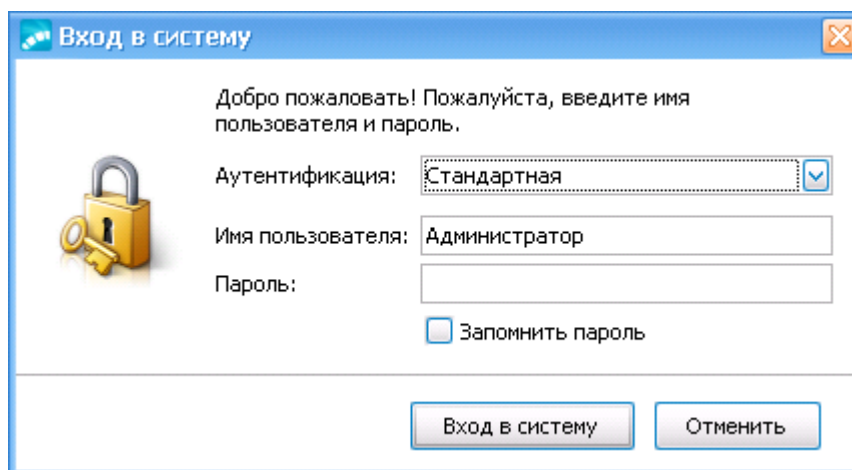 Вход в систему
Добро пожаловать! Пожалуйста, введите имя
пользователя и пароль.
Аутентификация: Стандартная
Имя пользователя: Администратор
Пароль:
Запомнить пароль
Вход в систему Отменить